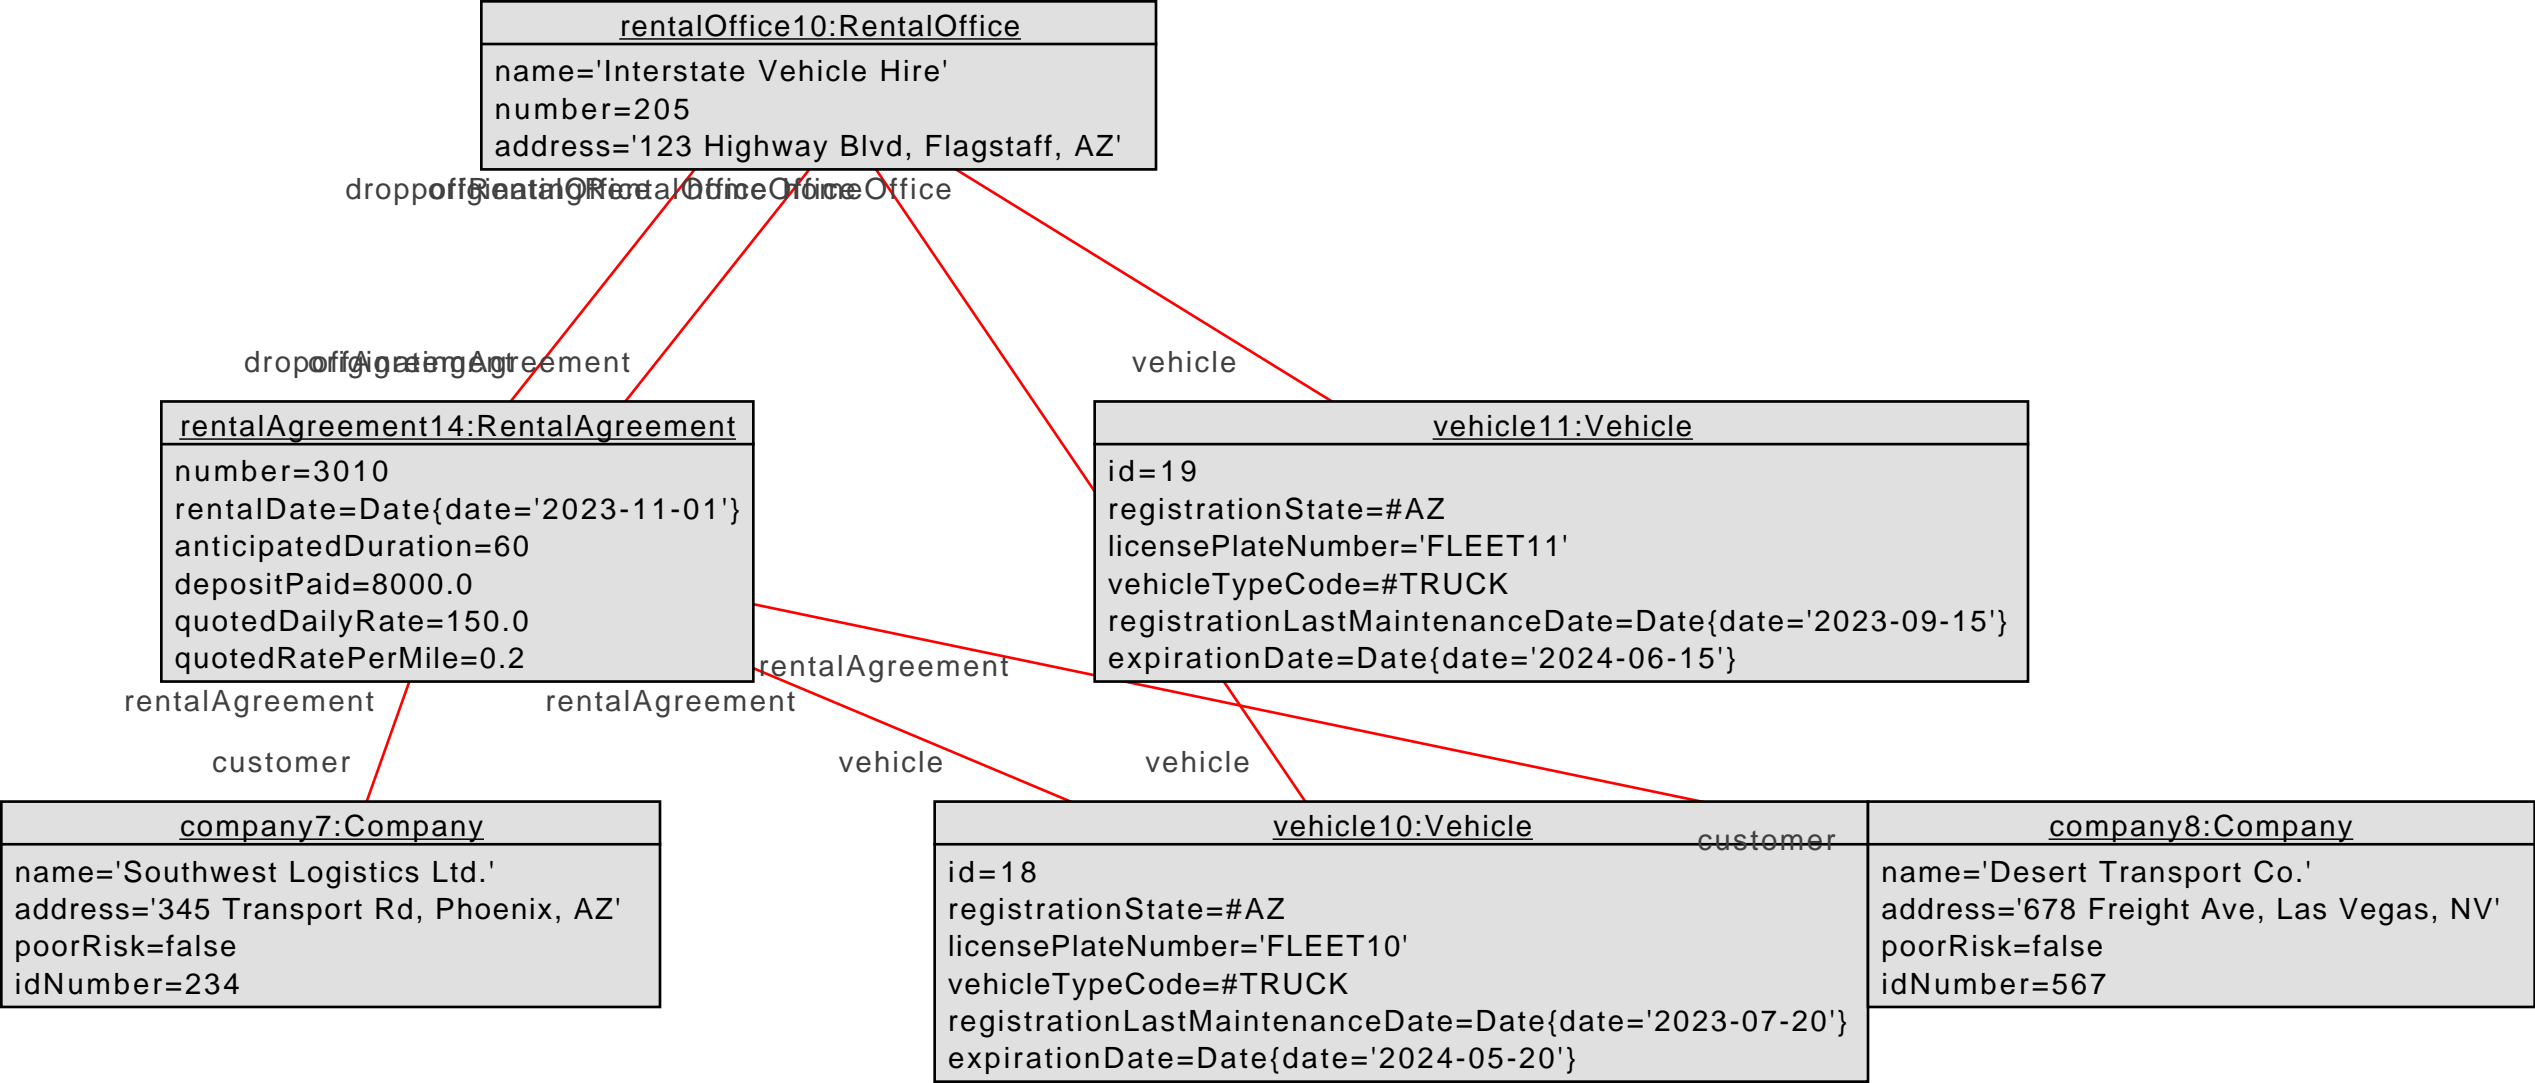 rentalOffice10:RentalOffice
name='Interstate Vehicle Hire'
number=205
address='123 Highway Blvd, Flagstaff, AZ'
homeOffice
vehicle
rentalAgreement14:RentalAgreement
number=3010
rentalDate=Date{date='2023-11-01'}
anticipatedDuration=60
depositPaid=8000.0
quotedDailyRate=150.0
quotedRatePerMile=0.2
vehicle11:Vehicle
id=19
registrationState=#AZ
licensePlateNumber='FLEET11'
vehicleTypeCode=#TRUCK
registrationLastMaintenanceDate=Date{date='2023-09-15'}
expirationDate=Date{date='2024-06-15'}
rentalAgreement
rentalAgreement
rentalAgreement
customer
vehicle
vehicle
company7:Company
name='Southwest Logistics Ltd.'
address='345 Transport Rd, Phoenix, AZ'
poorRisk=false
idNumber=234
vehicle10:Vehicle
id=18
registrationState=#AZ
licensePlateNumber='FLEET10'
vehicleTypeCode=#TRUCK
registrationLastMaintenanceDate=Date{date='2023-07-20'}
expirationDate=Date{date='2024-05-20'}
customer
company8:Company
name='Desert Transport Co.'
address='678 Freight Ave, Las Vegas, NV'
poorRisk=false
idNumber=567